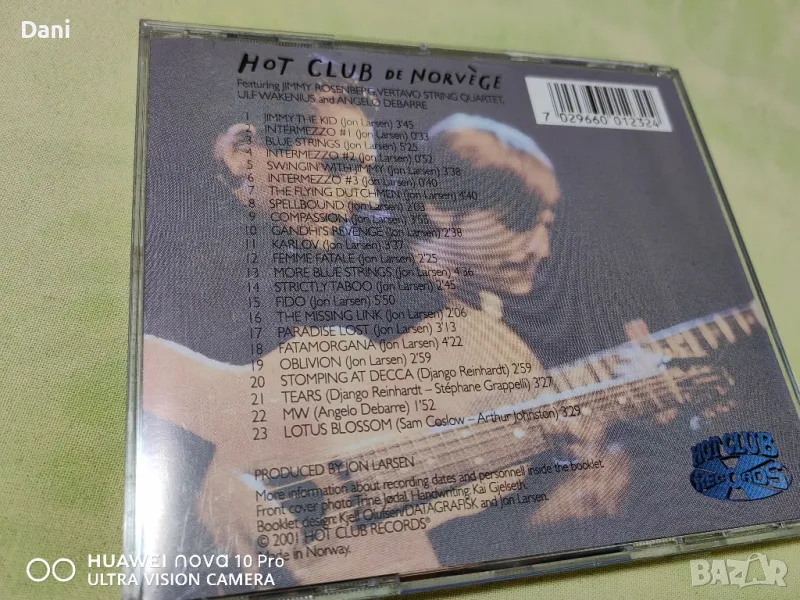 Dani
HOT CLUB DE NORVÈGE
Featuring JIMMY ROSENBERG, VERTAVO STRING QUARTET,
ULF WAKENIUS and ANGELO DEBARRE
7 029660 012324
1 JIMMY THE KID (Jon Larsen) 3'45
2 INTERMEZZO #1 (Jon Larsen) 0'33
3 BLUE STRINGS (Jon Larsen) 5'25
4 INTERMEZZO #2 (Jon Larsen) 0'52
5 SWINGIN' WITH JIMMY (Jon Larsen) 3'38
6 INTERMEZZO #3 (Jon Larsen) 0'40
7 THE FLYING DUTCHMEN (Jon Larsen) 4'40
8 SPELLBOUND (Jon Larsen) 2'03
9 COMPASSION (Jon Larsen)
10 GANDHI'S REVENGE (Jon Larsen) 2'38
11 KARLOV (Jon Larsen) 3'37
12 FEMME FATALE (Jon Larsen) 2'25
13 MORE BLUE STRINGS (Jon Larsen) 4'36
14 STRICTLY TABOO (Jon Larsen) 2'45
15 FIDO (Jon Larsen) 5'50
16 THE MISSING LINK (Jon Larsen) 2'06
17 PARADISE LOST (Jon Larsen) 3'13
18 FATAMORGANA (Jon Larsen) 4'22
19 OBLIVION (Jon Larsen) 2'59
20 STOMPING AT DECCA (Django Reinhardt) 2'59
21 TEARS (Django Reinhardt – Stéphane Grappelli) 3'27
22 MW (Angelo Debarre) 1'52
23 LOTUS BLOSSOM (Sam Coslow – Arthur Johnston) 3'29
PRODUCED BY JON LARSEN
More information about recording dates and personnell inside the booklet.
Front cover photo Trine Jødal, Handwriting Kai Gjelseth.
Booklet design: Kjell Olufsen/DATAGRAFISK and Jon Larsen.
© 2001 HOT CLUB RECORDS®
Made in Norway.
HOT CLUB
RECORDS
HUAWEI nova 10 Pro
ULTRA VISION CAMERA
BAZAR